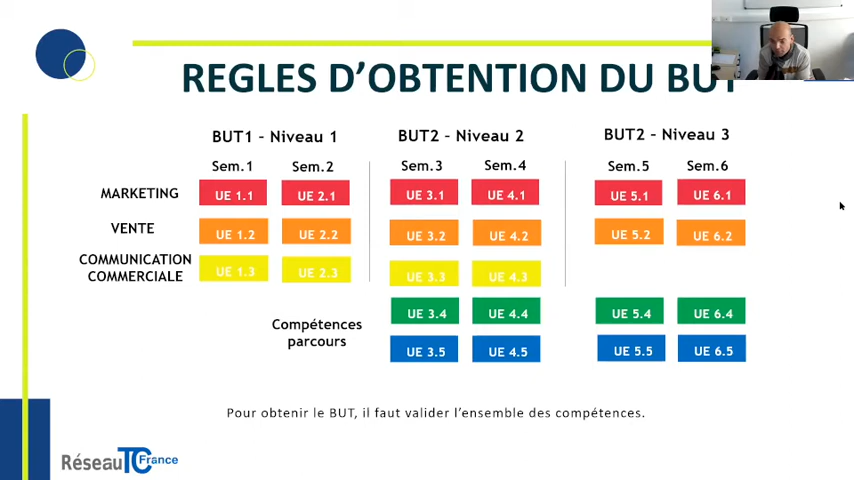 REGLES D'OBTENTION DU BUT
BUT1 - Niveau 1
BUT2 - Niveau 2
BUT2 - Niveau 3
Sem.1
Sem.2
Sem.3
Sem.4
Sem.5
Sem.6
MARKETING
UE 1.1
UE 2.1
UE 3.1
UE 4.1
UE 5.1
UE 6.1
VENTE
UE 1.2
UE 2.2
UE 3.2
UE 4.2
UE 5.2
UE 6.2
COMMUNICATION
COMMERCIALE
UE 1.3
UE 2.3
UE 3.3
UE 4.3
Compétences
parcours
UE 3.4
UE 4.4
UE 5.4
UE 6.4
UE 3.5
UE 4.5
UE 5.5
UE 6.5
Pour obtenir le BUT, il faut valider l'ensemble des compétences.
Réseau TC France